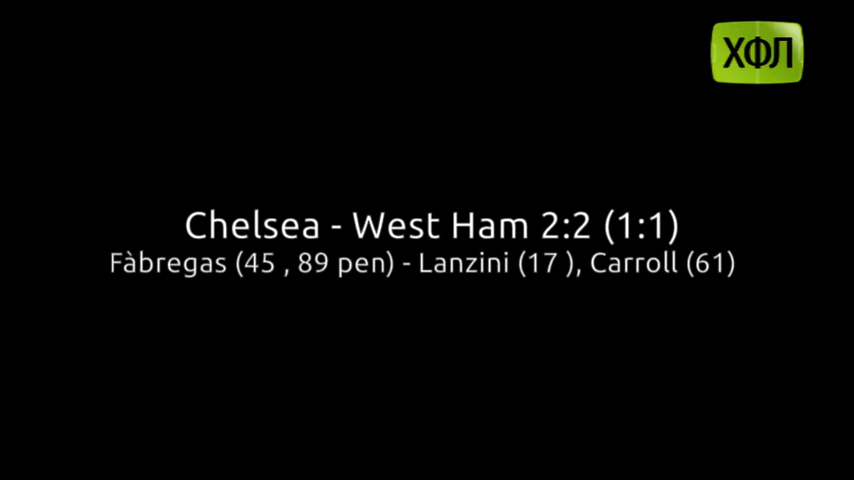 ХФЛ
Chelsea - West Ham 2:2 (1:1)
Fàbregas (45 , 89 pen) - Lanzini (17 ), Carroll (61)